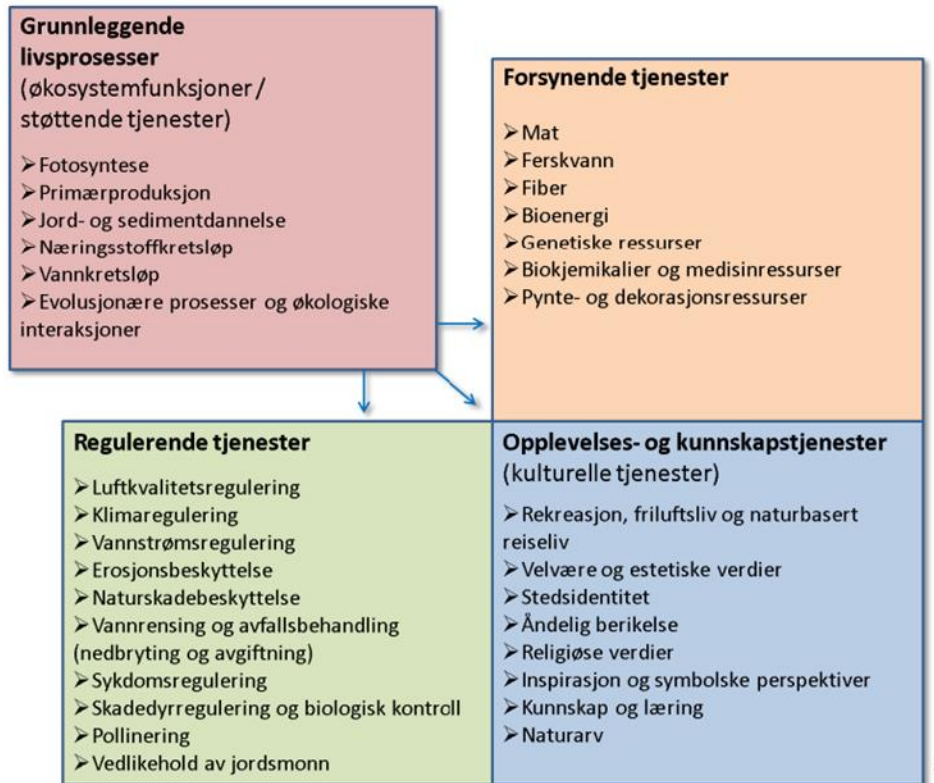 Grunnleggende
livsprosesser
(økosystemfunksjoner /
støttende tjenester)
➢Fotosyntese
➢Primærproduksjon
➢Jord- og sedimentdannelse
➢Næringsstoffkretsløp
➢Vannkretsløp
➢Evolusjonære prosesser og økologiske
interaksjoner
Forsynende tjenester
➢Mat
➢Ferskvann
➢Fiber
➢Bioenergi
➢Genetiske ressurser
➢Biokjemikalier og medisinressurser
➢Pynte- og dekorasjonsressurser
Regulerende tjenester
➢Luftkvalitetsregulering
➢Klimaregulering
➢Vannstrømsregulering
➢Erosjonsbeskyttelse
➢Naturskadebeskyttelse
➢Vannrensing og avfallsbehandling
(nedbryting og avgiftning)
➢Sykdomsregulering
➢Skadedyrregulering og biologisk kontroll
➢Pollinering
➢Vedlikehold av jordsmonn
Opplevelses- og kunnskapstjenester
(kulturelle tjenester)
➢Rekreasjon, friluftsliv og naturbasert
reiseliv
➢Velvære og estetiske verdier
➢Stedsidentitet
➢Åndelig berikelse
➢Religiøse verdier
➢Inspirasjon og symbolske perspektiver
➢Kunnskap og læring
➢Naturarv